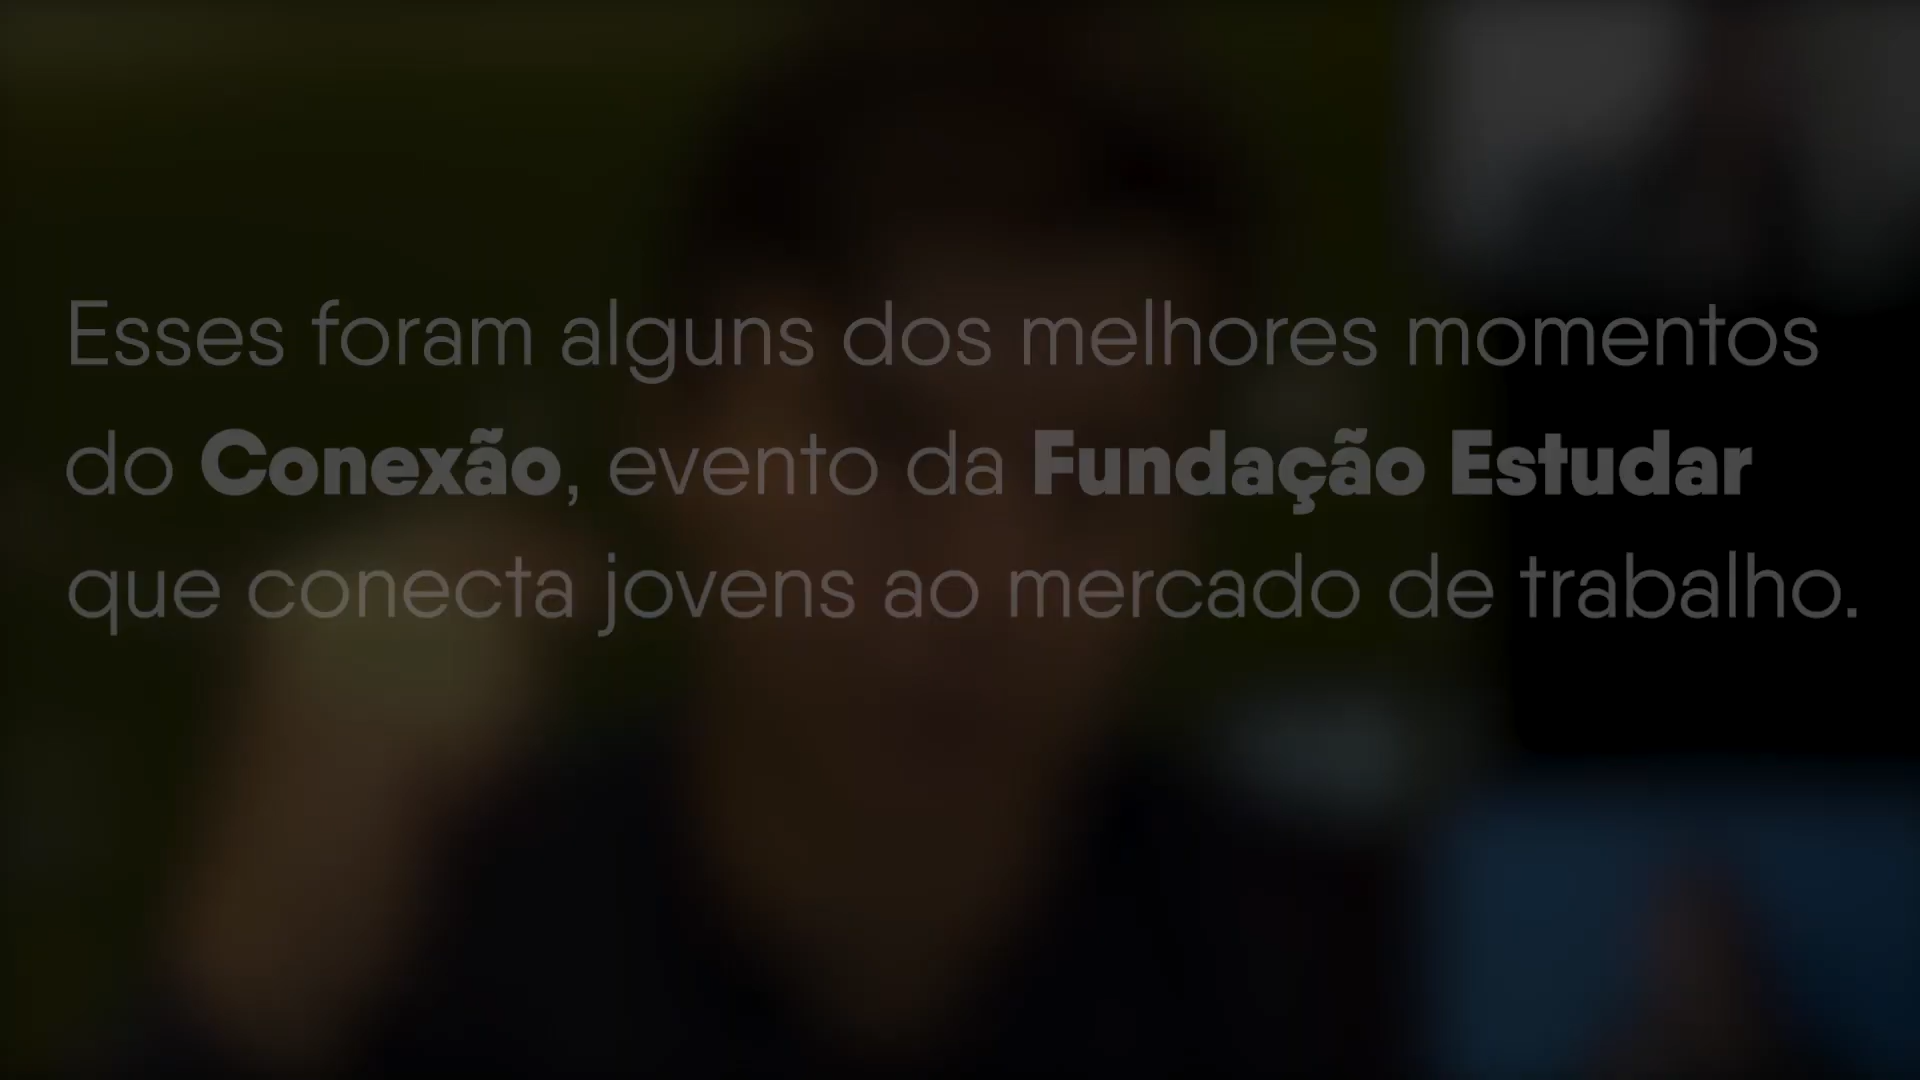 Esses foram alguns dos melhores momentos
do Conexão, evento da Fundação Estudar
que conecta jovens ao mercado de trabalho.